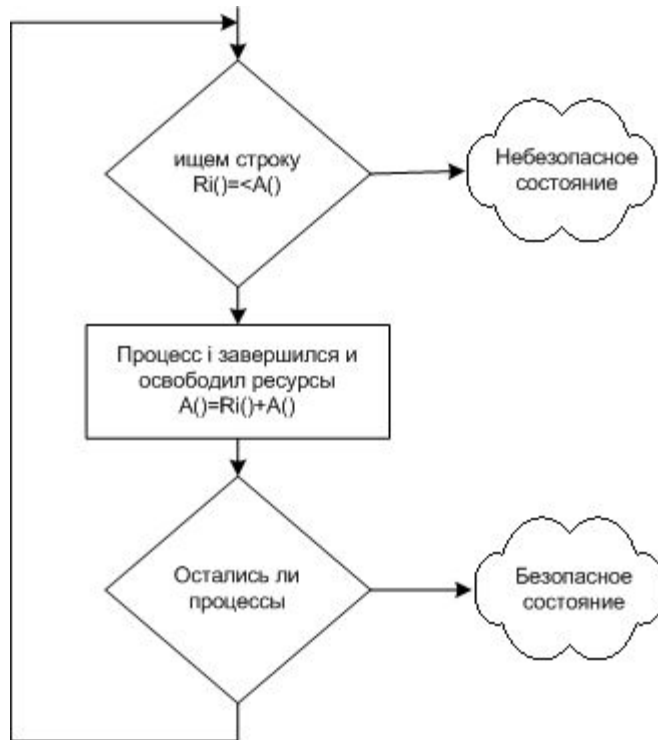 ищем строку
Ri()=<A()
Небезопасное
состояние
Процесс i завершился и
освободил ресурсы
A()=Ri()+A()
Остались ли
процессы
Безопасное
состояние